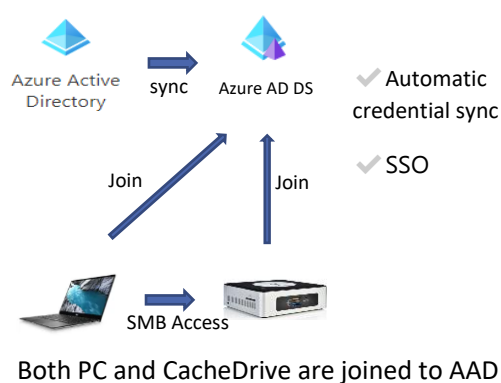 Azure Active
Directory
sync
Azure AD DS
Automatic
credential sync
SSO
Join
Join
SMB Access
Both PC and CacheDrive are joined to AAD